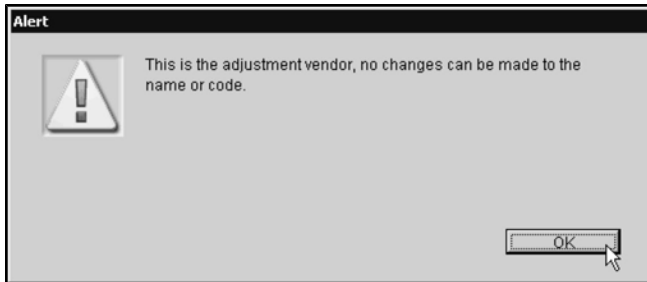 Alert
This is the adjustment vendor, no changes can be made to the
name or code.
OK